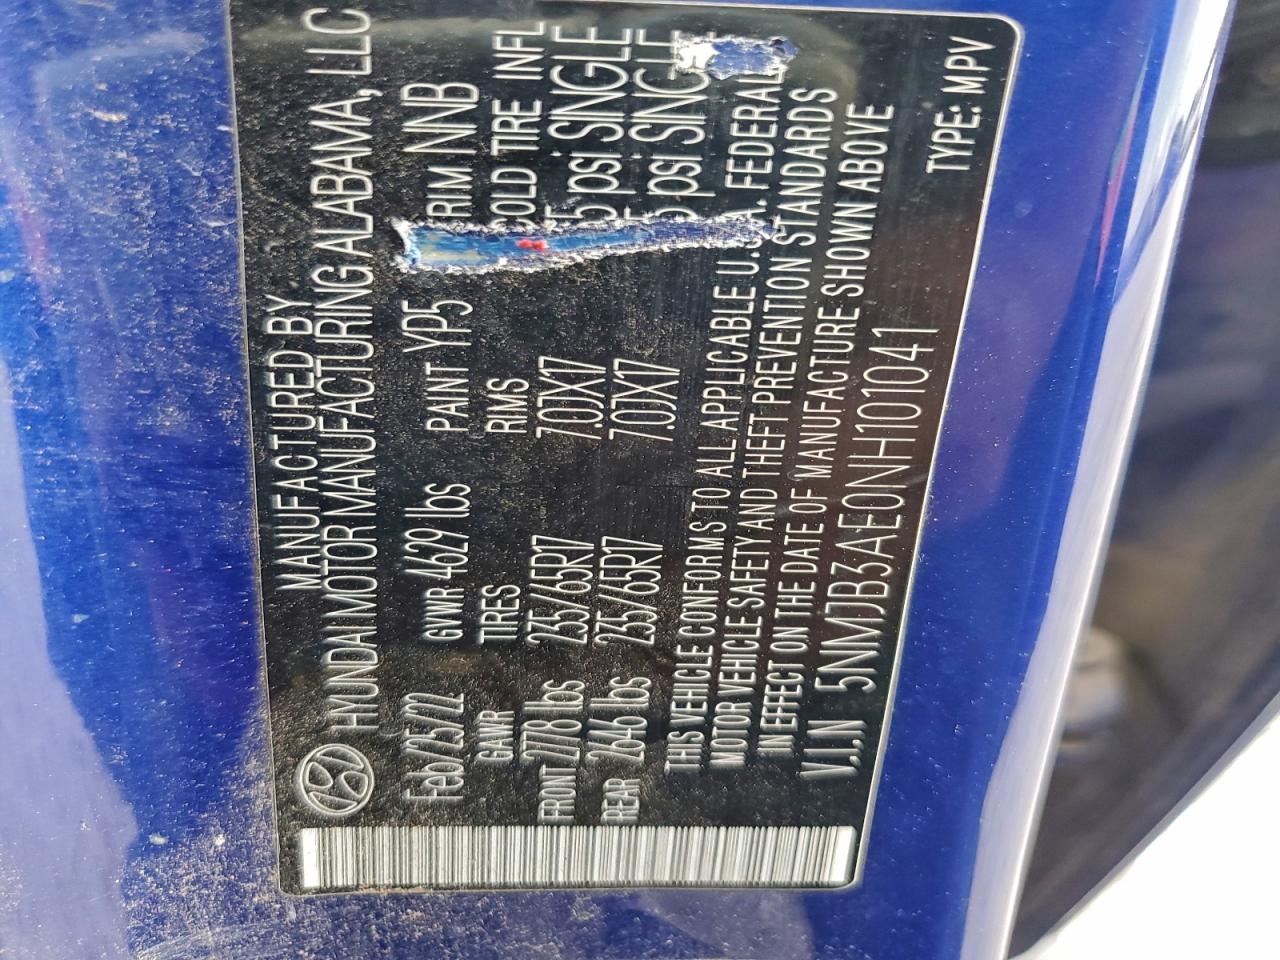 MANUFACTURED BY
HYUNDAI MOTOR MANUFACTURING ALABAMA, LLC
Feb/25/22 GVWR 4629 lbs PAINT YP5 TRIM NNB
GAWR TIRES RIMS COLD TIRE INFL
FRONT 2778 lbs 235/65R17 7.0JX17 5 psi SINGLE
REAR 2646 lbs 235/65R17 7.0JX17 5 psi SINGLE
THIS VEHICLE CONFORMS TO ALL APPLICABLE U.S.A. FEDERAL
MOTOR VEHICLE SAFETY AND THEFT PREVENTION STANDARDS
IN EFFECT ON THE DATE OF MANUFACTURE SHOWN ABOVE
V.I.N 5NMJB3AE0NH101041 TYPE: MPV